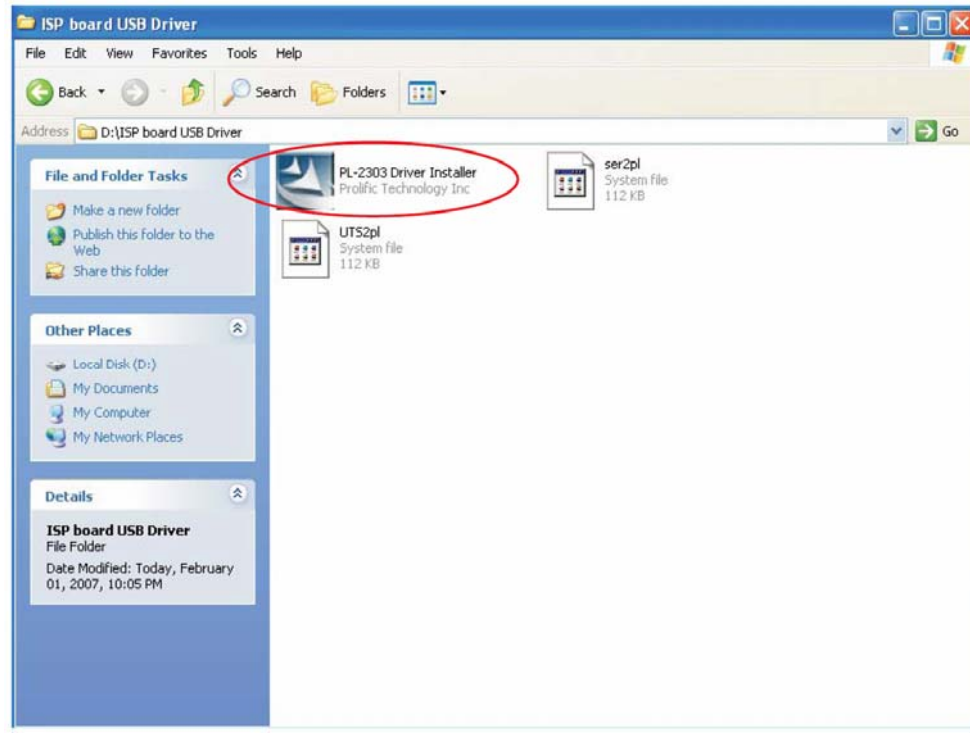 ISP board USB Driver
File Edit View Favorites Tools Help
Back Search Folders
Address D:\ISP board USB Driver Go
File and Folder Tasks
Make a new folder
Publish this folder to the
Web
Share this folder
Other Places
Local Disk (D:)
My Documents
My Computer
My Network Places
Details
ISP board USB Driver
File Folder
Date Modified: Today, February
01, 2007, 10:05 PM
PL-2303 Driver Installer
Prolific Technology Inc
ser2pl
System file
112 KB
UTS2pl
System file
112 KB